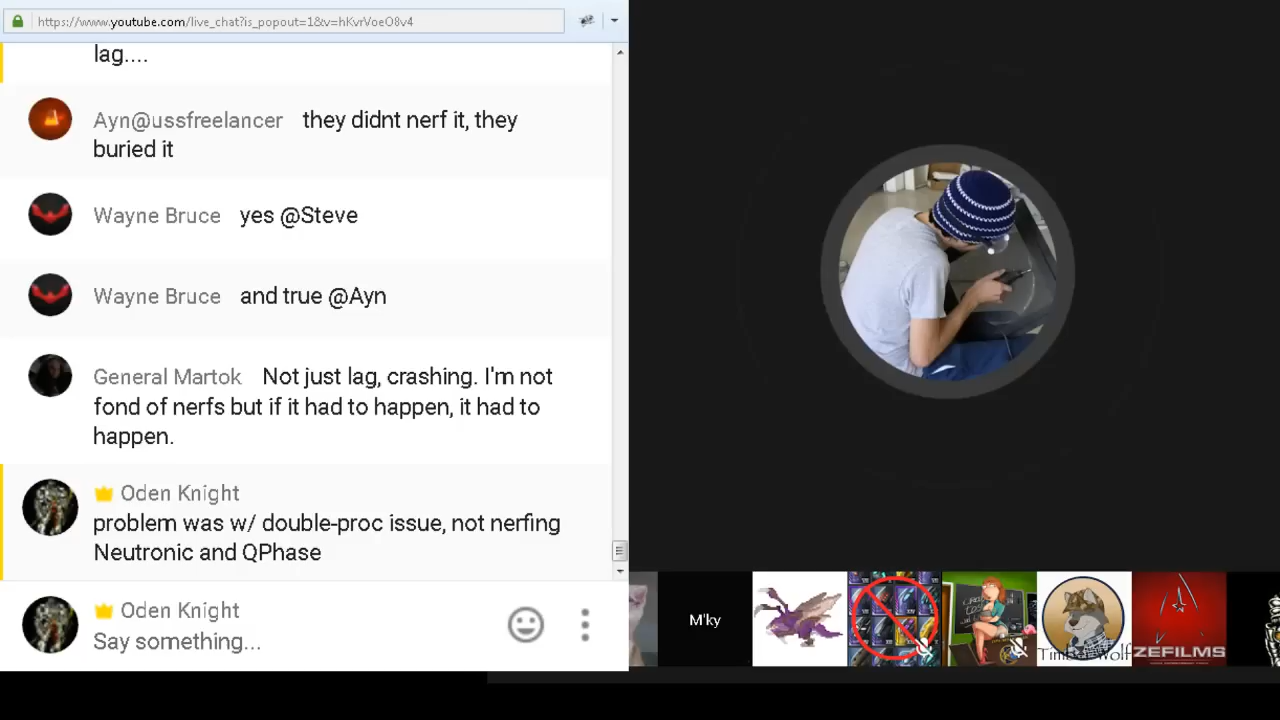 https://www.youtube.com/live_chat?is_popout=1&v=hKvrVoeO8v4
lag....
Ayn@ussfreelancer they didnt nerf it, they
buried it
Wayne Bruce yes @Steve
Wayne Bruce and true @Ayn
General Martok Not just lag, crashing. I'm not
fond of nerfs but if it had to happen, it had to
happen.
Oden Knight
problem was w/ double-proc issue, not nerfing
Neutronic and QPhase
Oden Knight
Say something...
M'ky
ZEFILMS